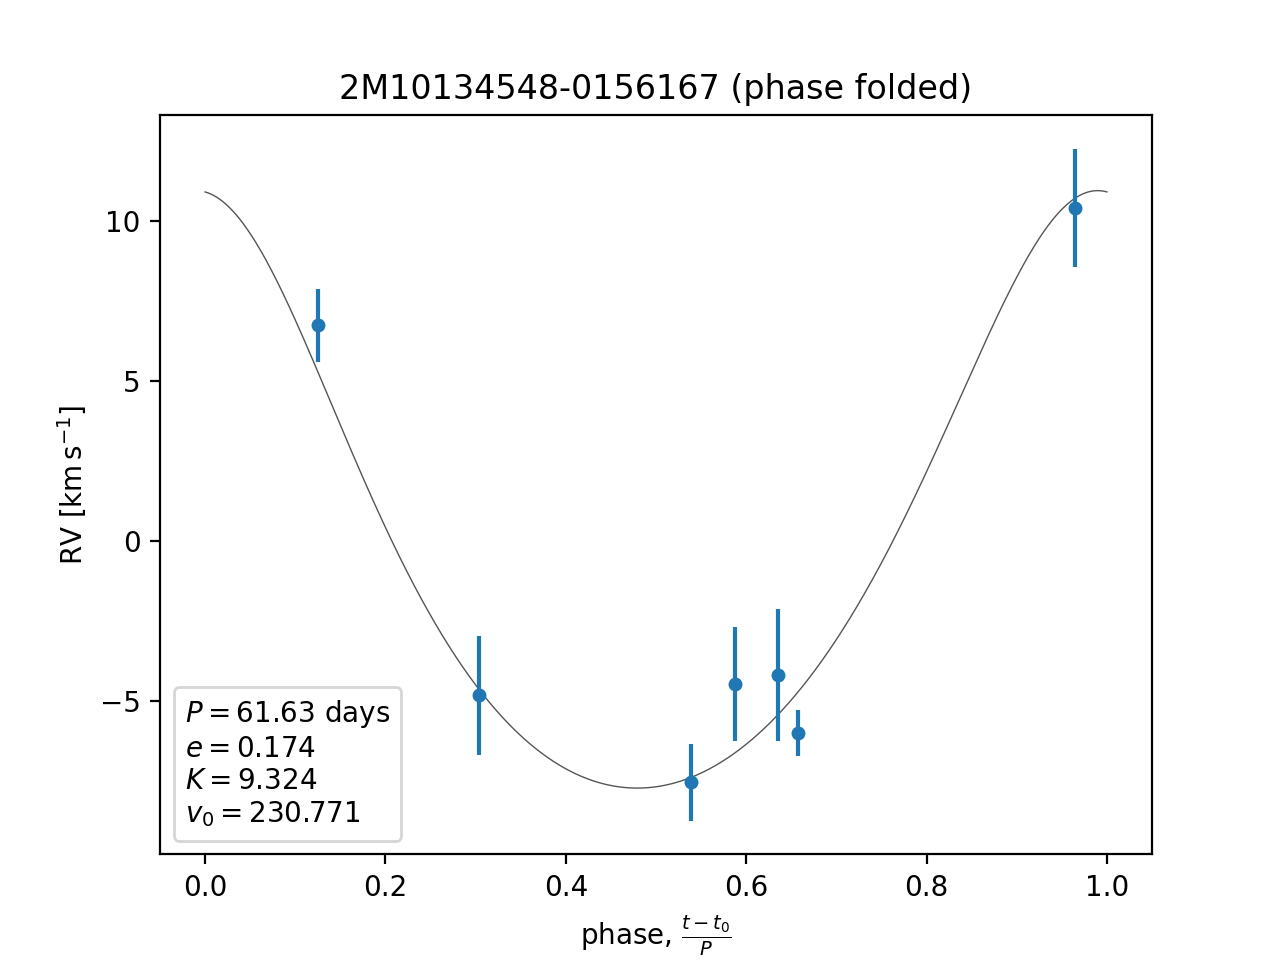 2M10134548-0156167 (phase folded)
RV [km s⁻¹]
10
5
0
−5
P = 61.63 days
e = 0.174
K = 9.324
v₀ = 230.771
0.0 0.2 0.4 0.6 0.8 1.0
phase, (t − t₀)/P